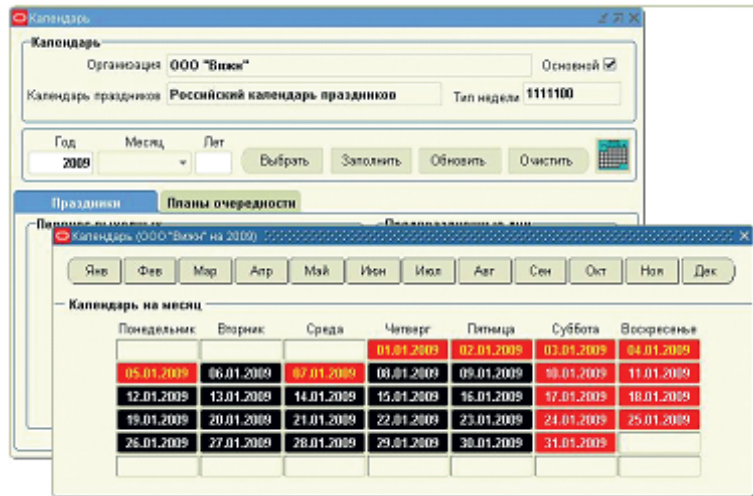 Календарь
Календарь
Организация ООО "Вижн" Основной
Календарь праздников Российский календарь праздников Тип недели 1111100
Год Месяц Лет
2009 Выбрать Заполнить Обновить Очистить
Праздники Планы очередности
Календарь (ООО "Вижн" на 2009)
Янв Фев Мар Апр Май Июн Июл Авг Сен Окт Ноя Дек
Календарь на месяц
Понедельник Вторник Среда Четверг Пятница Суббота Воскресенье
01.01.2009 02.01.2009 03.01.2009 04.01.2009
05.01.2009 06.01.2009 07.01.2009 08.01.2009 09.01.2009 10.01.2009 11.01.2009
12.01.2009 13.01.2009 14.01.2009 15.01.2009 16.01.2009 17.01.2009 18.01.2009
19.01.2009 20.01.2009 21.01.2009 22.01.2009 23.01.2009 24.01.2009 25.01.2009
26.01.2009 27.01.2009 28.01.2009 29.01.2009 30.01.2009 31.01.2009